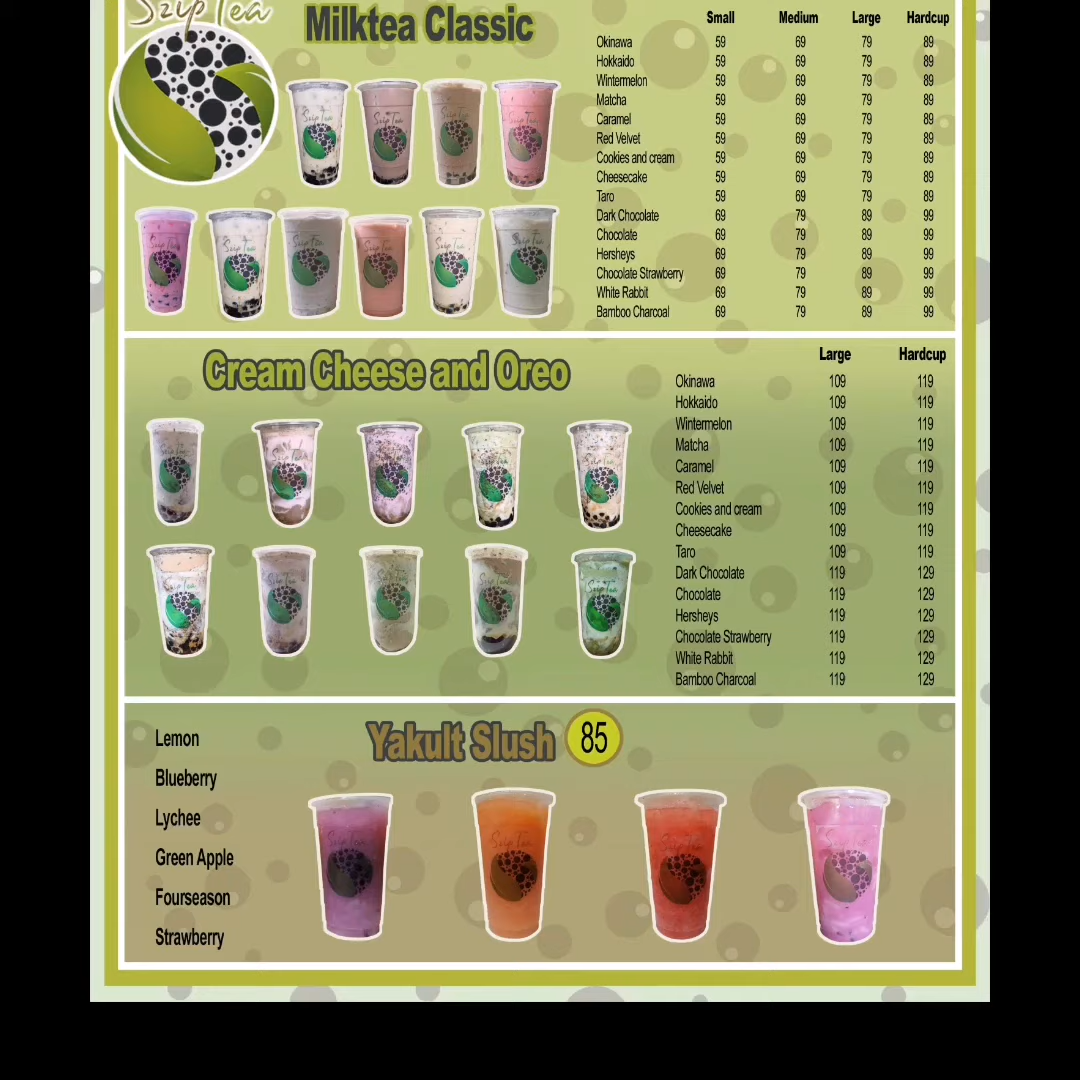 Szip Tea
Milktea Classic
Small Medium Large Hardcup
Okinawa 59 69 79 89
Hokkaido 59 69 79 89
Wintermelon 59 69 79 89
Matcha 59 69 79 89
Caramel 59 69 79 89
Red Velvet 59 69 79 89
Cookies and cream 59 69 79 89
Cheesecake 59 69 79 89
Taro 59 69 79 89
Dark Chocolate 69 79 89 99
Chocolate 69 79 89 99
Hersheys 69 79 89 99
Chocolate Strawberry 69 79 89 99
White Rabbit 69 79 89 99
Bamboo Charcoal 69 79 89 99
Cream Cheese and Oreo
Large Hardcup
Okinawa 109 119
Hokkaido 109 119
Wintermelon 109 119
Matcha 109 119
Caramel 109 119
Red Velvet 109 119
Cookies and cream 109 119
Cheesecake 109 119
Taro 109 119
Dark Chocolate 119 129
Chocolate 119 129
Hersheys 119 129
Chocolate Strawberry 119 129
White Rabbit 119 129
Bamboo Charcoal 119 129
Yakult Slush 85
Lemon
Blueberry
Lychee
Green Apple
Fourseason
Strawberry